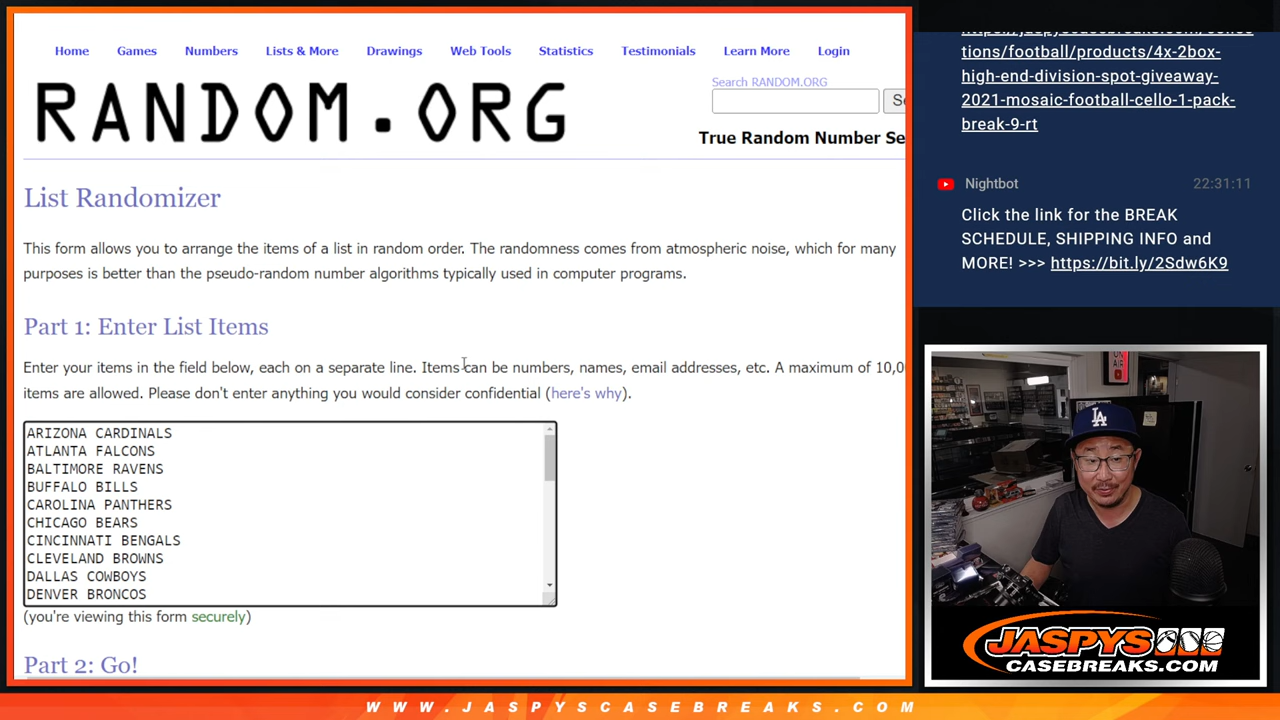 Home Games Numbers Lists & More Drawings Web Tools Statistics Testimonials Learn More Login
RANDOM.ORG
Search RANDOM.ORG
True Random Number Se
List Randomizer
This form allows you to arrange the items of a list in random order. The randomness comes from atmospheric noise, which for many
purposes is better than the pseudo-random number algorithms typically used in computer programs.
Part 1: Enter List Items
Enter your items in the field below, each on a separate line. Items can be numbers, names, email addresses, etc. A maximum of 10,0
items are allowed. Please don't enter anything you would consider confidential (here's why).
ARIZONA CARDINALS
ATLANTA FALCONS
BALTIMORE RAVENS
BUFFALO BILLS
CAROLINA PANTHERS
CHICAGO BEARS
CINCINNATI BENGALS
CLEVELAND BROWNS
DALLAS COWBOYS
DENVER BRONCOS
(you're viewing this form securely)
Part 2: Go!
tions/football/products/4x-2box-
high-end-division-spot-giveaway-
2021-mosaic-football-cello-1-pack-
break-9-rt
Nightbot 22:31:11
Click the link for the BREAK
SCHEDULE, SHIPPING INFO and
MORE! >>> https://bit.ly/2Sdw6K9
LA
ON AIR
JASPYS
CASEBREAKS.COM
WWW.JASPYSCASEBREAKS.COM